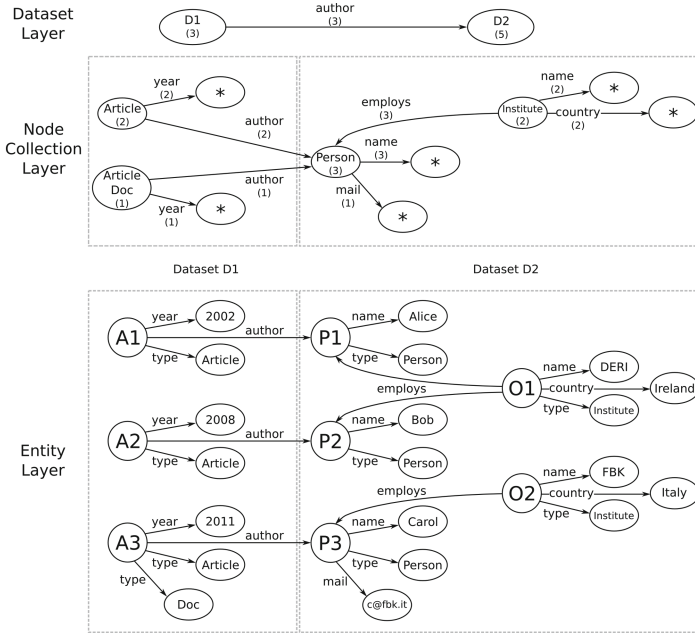 Dataset
Layer
D1
(3)
author
(3)
D2
(5)
Node
Collection
Layer
Article
(2)
year
(2)
*
author
(2)
Article
Doc
(1)
author
(1)
year
(1)
*
Person
(3)
employs
(3)
name
(3)
*
mail
(1)
*
Institute
(2)
name
(2)
*
country
(2)
*
Dataset D1
Dataset D2
Entity
Layer
A1
year
2002
author
type
Article
P1
name
Alice
type
Person
employs
O1
name
DERI
country
Ireland
type
Institute
A2
year
2008
author
type
Article
P2
name
Bob
type
Person
employs
O2
name
FBK
country
Italy
type
Institute
A3
year
2011
author
type
Article
type
Doc
P3
name
Carol
type
Person
mail
c@fbk.it